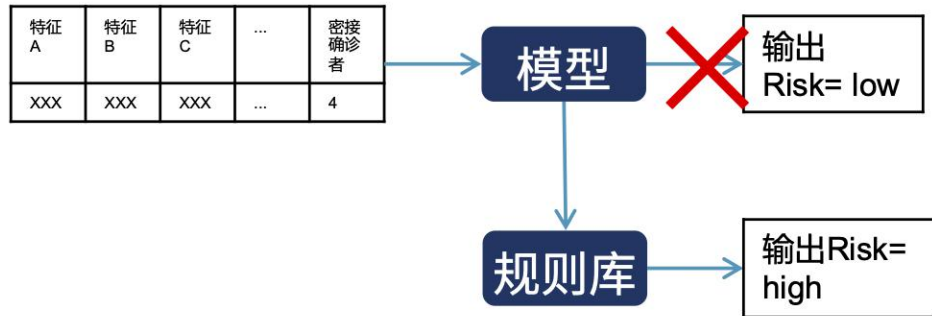 特征 A
特征 B
特征 C
...
密接确诊者
XXX
XXX
XXX
...
4
模型
输出
Risk= low
规则库
输出Risk=
high